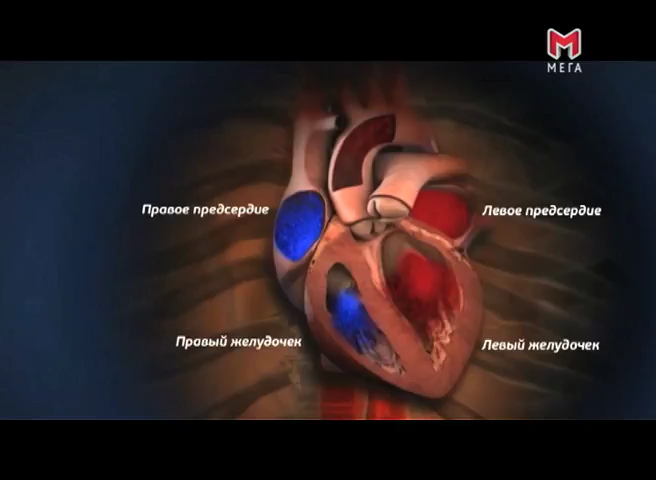 МЕГА
Правое предсердие
Левое предсердие
Правый желудочек
Левый желудочек